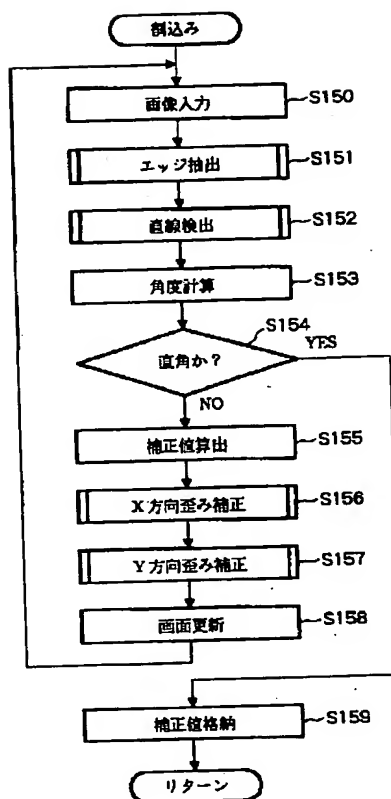 割込み
画像入力
S150
エッジ抽出
S151
直線検出
S152
角度計算
S153
直角か？
S154
YES
NO
補正値算出
S155
X方向歪み補正
S156
Y方向歪み補正
S157
画面更新
S158
補正値格納
S159
リターン